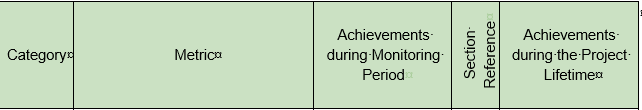 Category¤
Metric¤
Achievements·
during·Monitoring·
Period¤
Section·
Reference¤
Achievements·
during·the·Project·
Lifetime¤